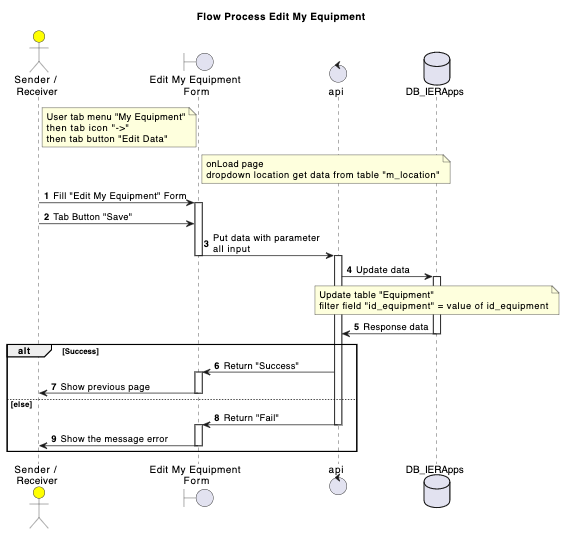 Flow Process Edit My Equipment
Sender /
Receiver
Edit My Equipment
Form
api
DB_IERApps
User tab menu "My Equipment"
then tab icon "->"
then tab button "Edit Data"
onLoad page
dropdown location get data from table "m_location"
1 Fill "Edit My Equipment" Form
2 Tab Button "Save"
3 Put data with parameter
all input
4 Update data
Update table "Equipment"
filter field "id_equipment" = value of id_equipment
5 Response data
alt [Success]
6 Return "Success"
7 Show previous page
[else]
8 Return "Fail"
9 Show the message error
Sender /
Receiver
Edit My Equipment
Form
api
DB_IERApps